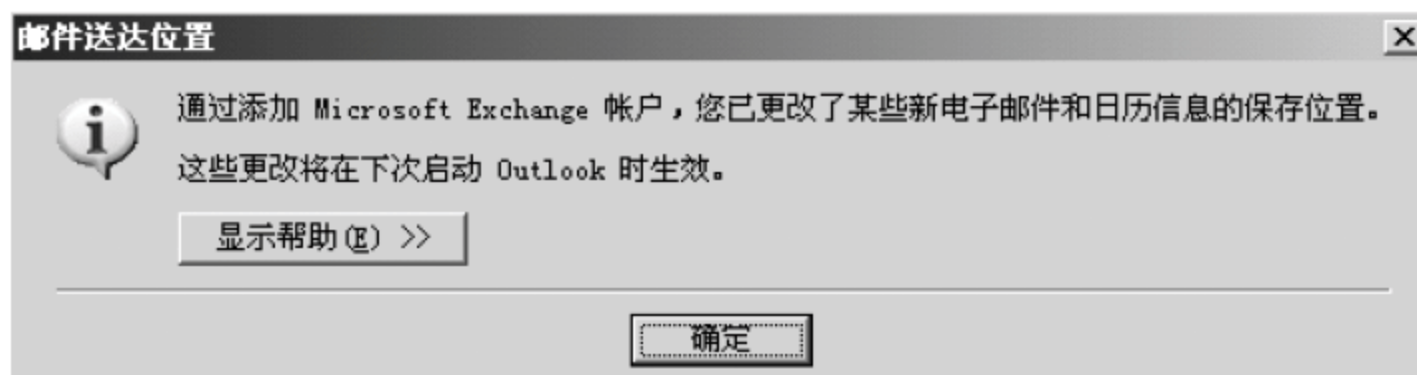 邮件送达位置
通过添加 Microsoft Exchange 帐户，您已更改了某些新电子邮件和日历信息的保存位置。
这些更改将在下次启动 Outlook 时生效。
显示帮助(E) >>
确定